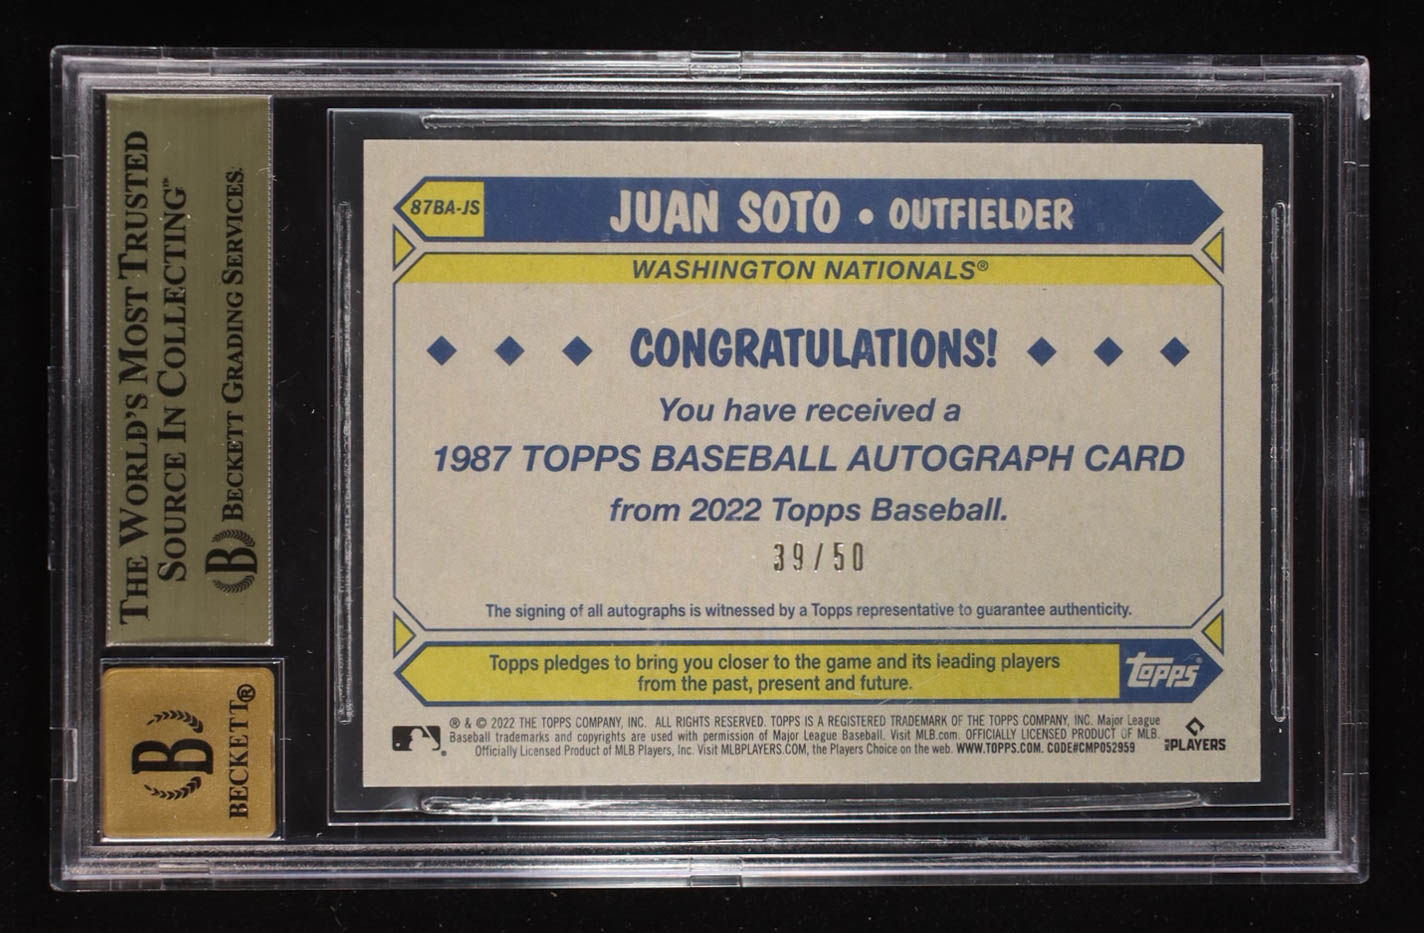 THE WORLD'S MOST TRUSTED
SOURCE IN COLLECTING™
B BECKETT GRADING SERVICES.
B
BECKETT®
87BA-JS
JUAN SOTO • OUTFIELDER
WASHINGTON NATIONALS®
CONGRATULATIONS!
You have received a
1987 TOPPS BASEBALL AUTOGRAPH CARD
from 2022 Topps Baseball.
39/50
The signing of all autographs is witnessed by a Topps representative to guarantee authenticity.
Topps pledges to bring you closer to the game and its leading players
from the past, present and future.
topps®
® & © 2022 THE TOPPS COMPANY, INC. ALL RIGHTS RESERVED. TOPPS IS A REGISTERED TRADEMARK OF THE TOPPS COMPANY, INC. Major League
Baseball trademarks and copyrights are used with permission of Major League Baseball. Visit MLB.com. OFFICIALLY LICENSED PRODUCT OF MLB.
Officially Licensed Product of MLB Players, Inc. Visit MLBPLAYERS.COM, the Players Choice on the web. WWW.TOPPS.COM. CODE#CMP052959
PLAYERS